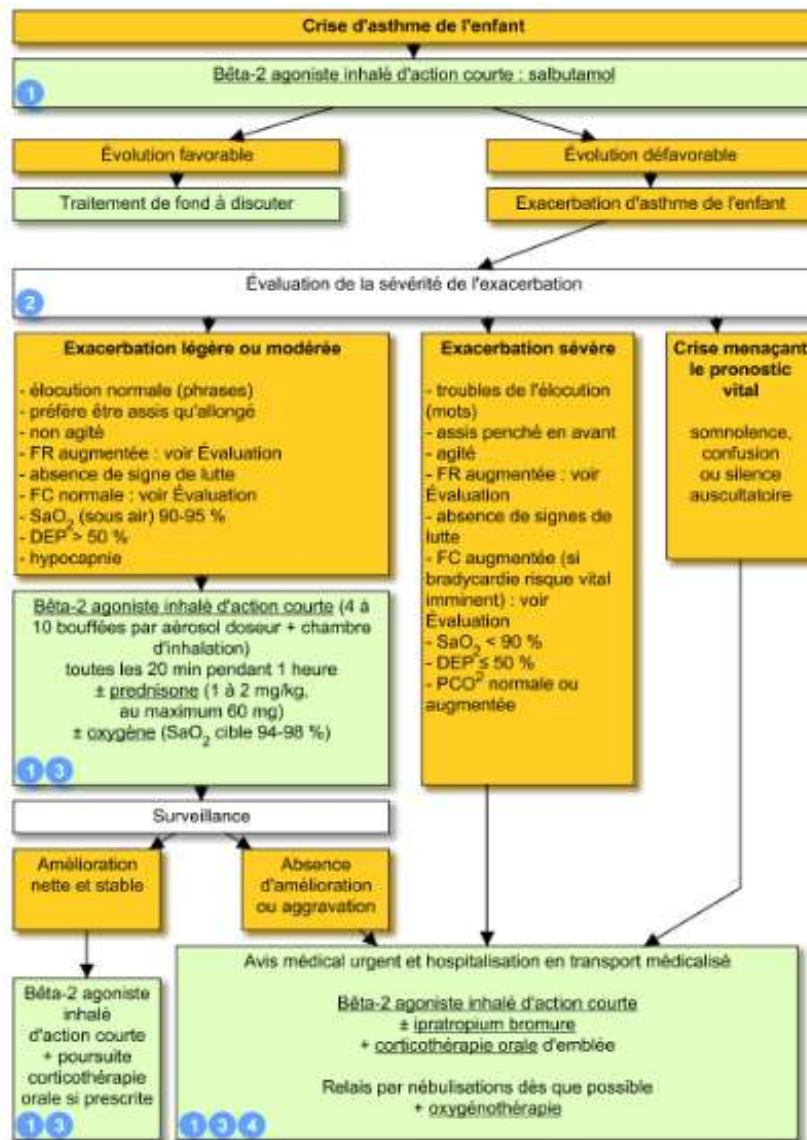 Crise d'asthme de l'enfant
Bêta-2 agoniste inhalé d'action courte : salbutamol
1
Évolution favorable
Évolution défavorable
Traitement de fond à discuter
Exacerbation d'asthme de l'enfant
Évaluation de la sévérité de l'exacerbation
2
Exacerbation légère ou modérée
- élocution normale (phrases)
- préfère être assis qu'allongé
- non agité
- FR augmentée : voir Évaluation
- absence de signe de lutte
- FC normale : voir Évaluation
- SaO2 (sous air) 90-95 %
- DEP > 50 %
- hypocapnie
Exacerbation sévère
- troubles de l'élocution
(mots)
- assis penché en avant
- agité
- FR augmentée : voir
Évaluation
- absence de signes de
lutte
- FC augmentée (si
bradycardie risque vital
imminent) : voir
Évaluation
- SaO2 < 90 %
- DEP ≤ 50 %
- PCO2 normale ou
augmentée
Crise menaçant
le pronostic
vital
somnolence,
confusion
ou silence
auscultatoire
Bêta-2 agoniste inhalé d'action courte (4 à
10 bouffées par aérosol doseur + chambre
d'inhalation)
toutes les 20 min pendant 1 heure
± prednisone (1 à 2 mg/kg,
au maximum 60 mg)
± oxygène (SaO2 cible 94-98 %)
1 3
Surveillance
Amélioration
nette et stable
Absence
d'amélioration
ou aggravation
Bêta-2 agoniste
inhalé
d'action courte
+ poursuite
corticothérapie
orale si prescrite
1 3
Avis médical urgent et hospitalisation en transport médicalisé
Bêta-2 agoniste inhalé d'action courte
± ipratropium bromure
+ corticothérapie orale d'emblée
Relais par nébulisations dès que possible
+ oxygénothérapie
1 3 4